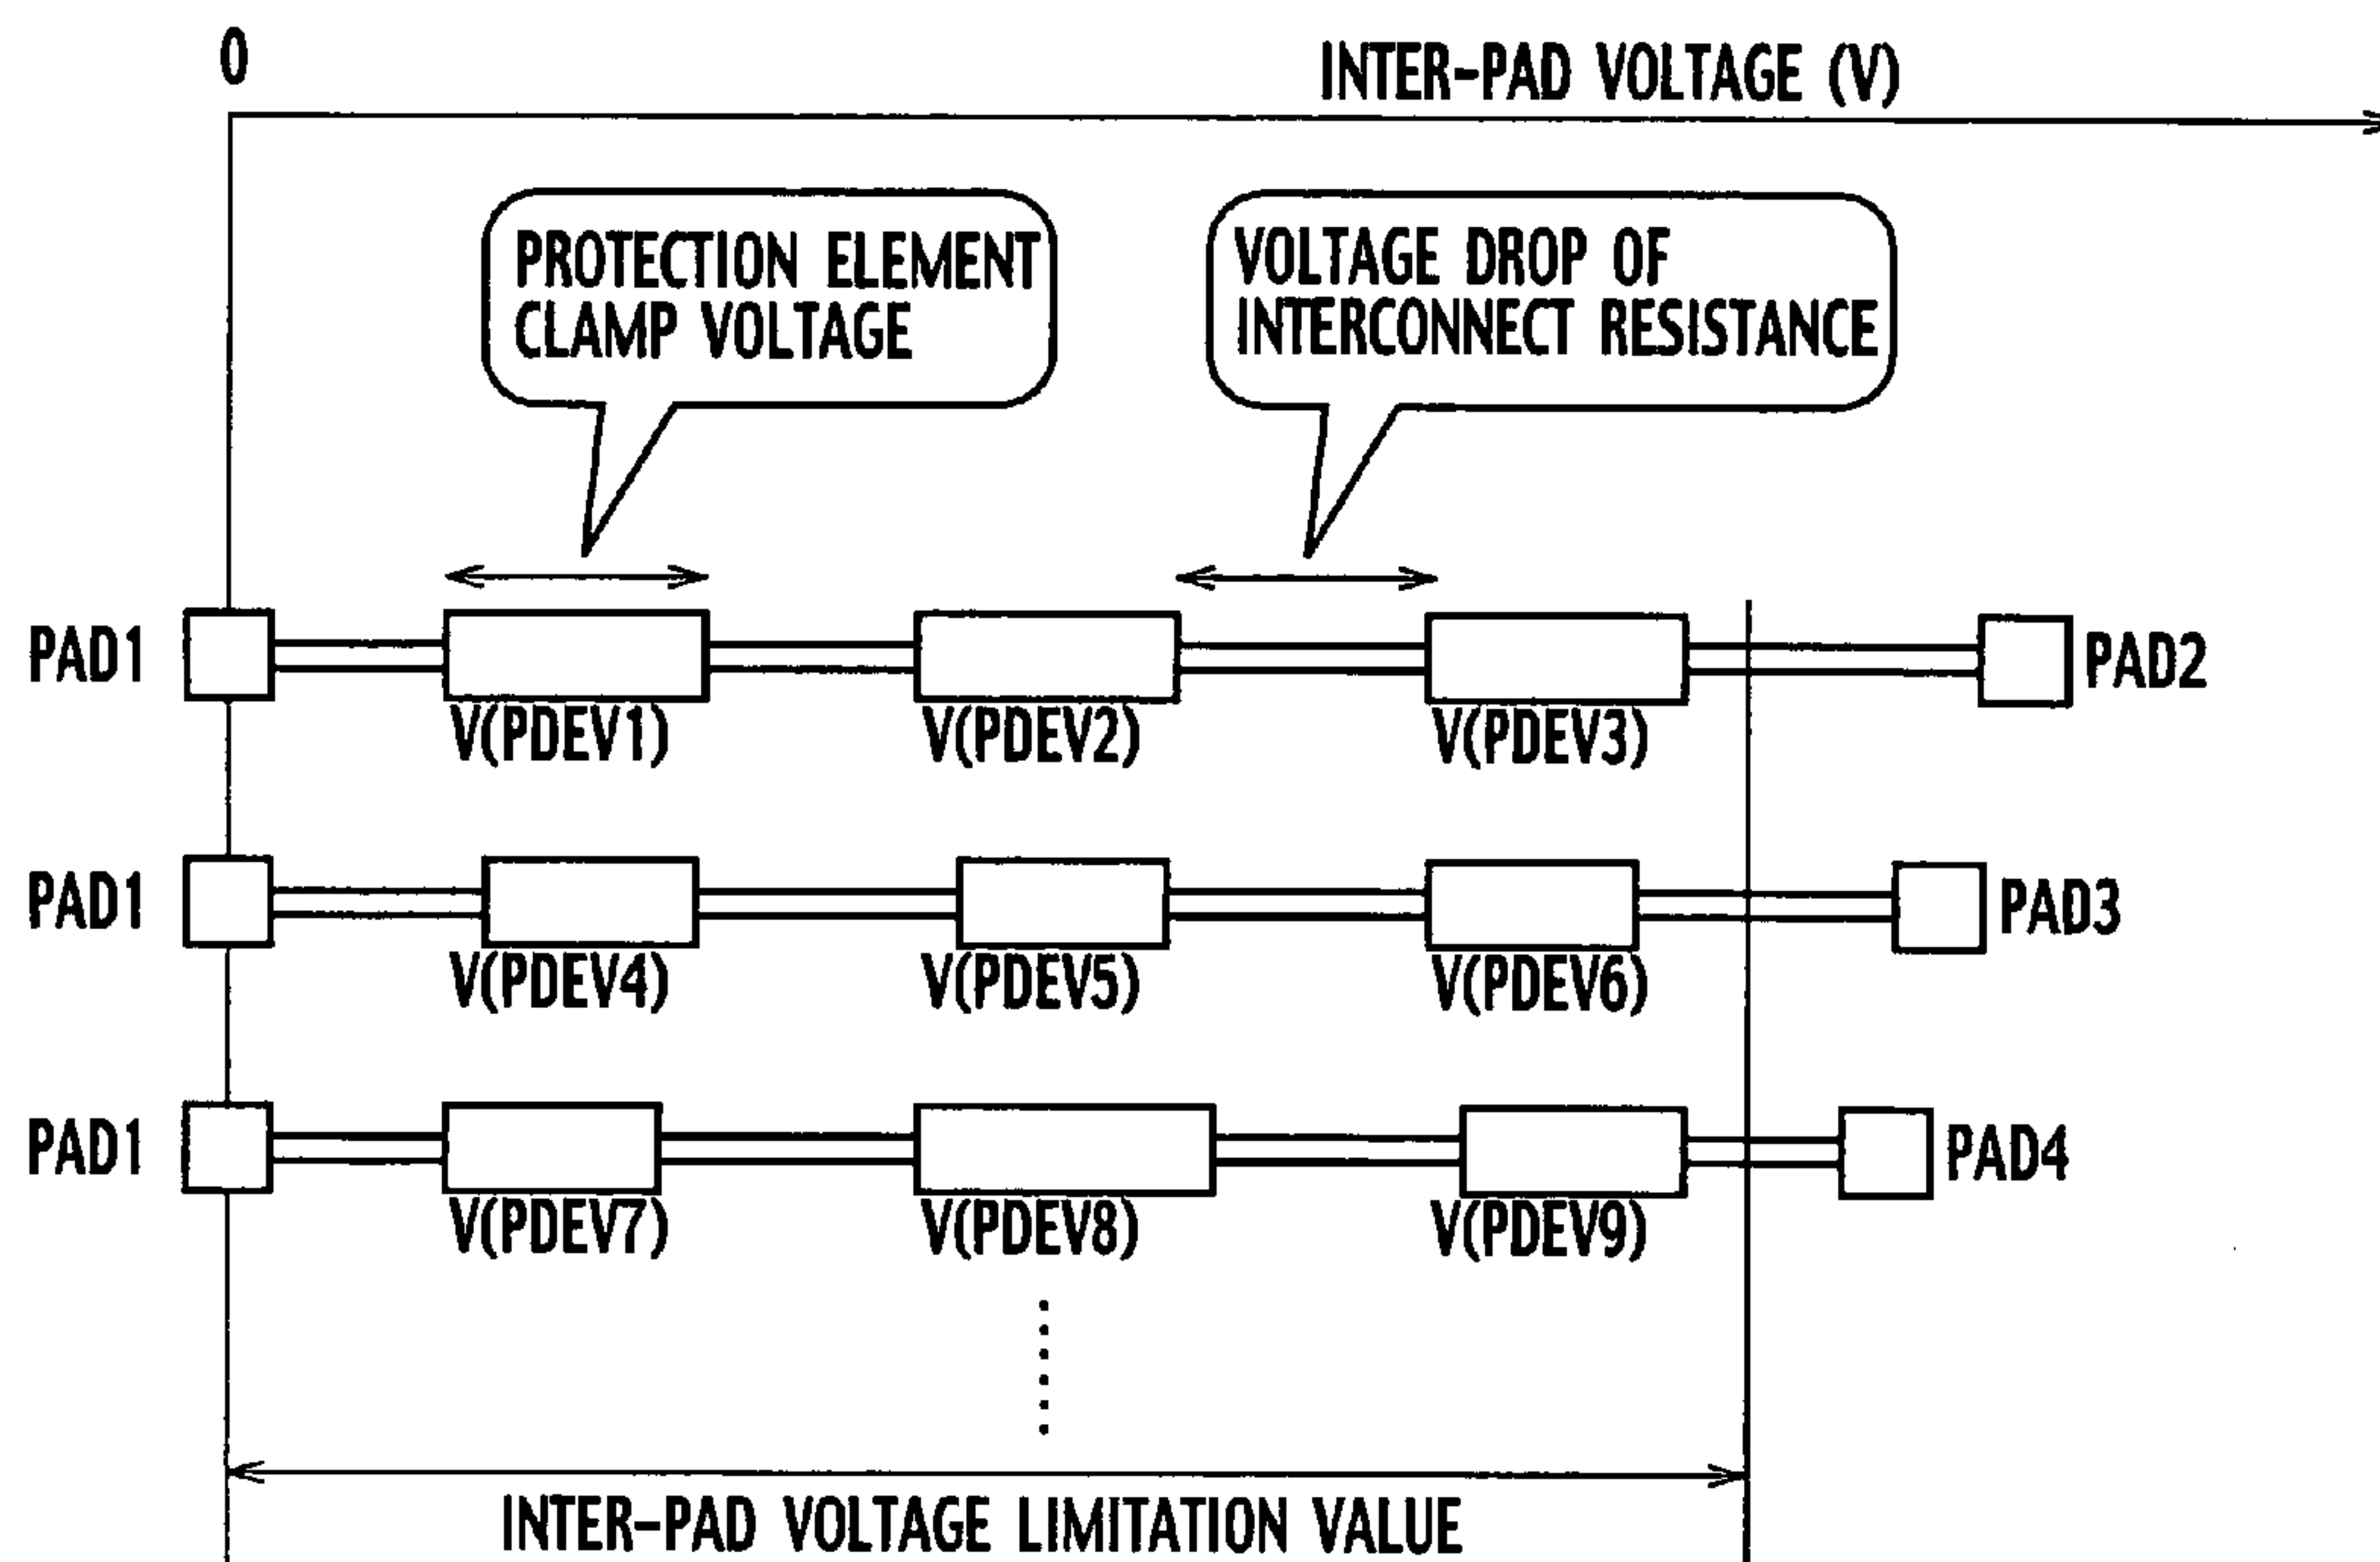 0
INTER-PAD VOLTAGE (V)
PROTECTION ELEMENT
CLAMP VOLTAGE
VOLTAGE DROP OF
INTERCONNECT RESISTANCE
PAD1
PAD2
V(PDEV1)
V(PDEV2)
V(PDEV3)
PAD1
PAD3
V(PDEV4)
V(PDEV5)
V(PDEV6)
PAD1
PAD4
V(PDEV7)
V(PDEV8)
V(PDEV9)
INTER-PAD VOLTAGE LIMITATION VALUE